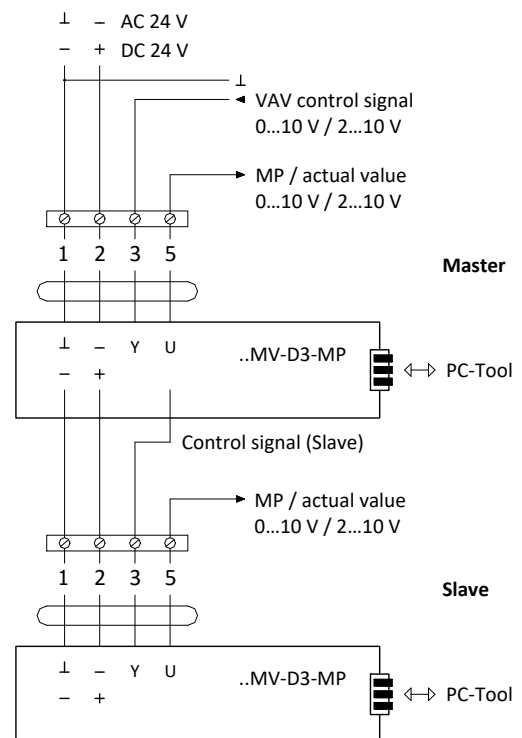 ⊥ – AC 24 V
– + DC 24 V
⊥
VAV control signal
0...10 V / 2...10 V
MP / actual value
0...10 V / 2...10 V
1 2 3 5
Master
⊥ – Y U
– +
..MV-D3-MP
PC-Tool
Control signal (Slave)
MP / actual value
0...10 V / 2...10 V
1 2 3 5
Slave
⊥ – Y U
– +
..MV-D3-MP
PC-Tool